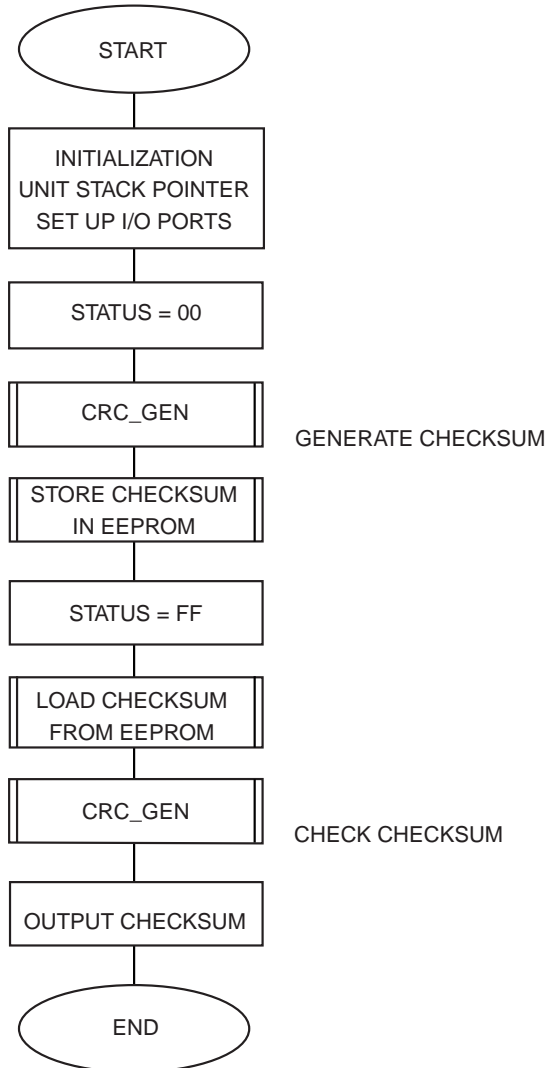 START
INITIALIZATION
UNIT STACK POINTER
SET UP I/O PORTS
STATUS = 00
CRC_GEN
GENERATE CHECKSUM
STORE CHECKSUM
IN EEPROM
STATUS = FF
LOAD CHECKSUM
FROM EEPROM
CRC_GEN
CHECK CHECKSUM
OUTPUT CHECKSUM
END